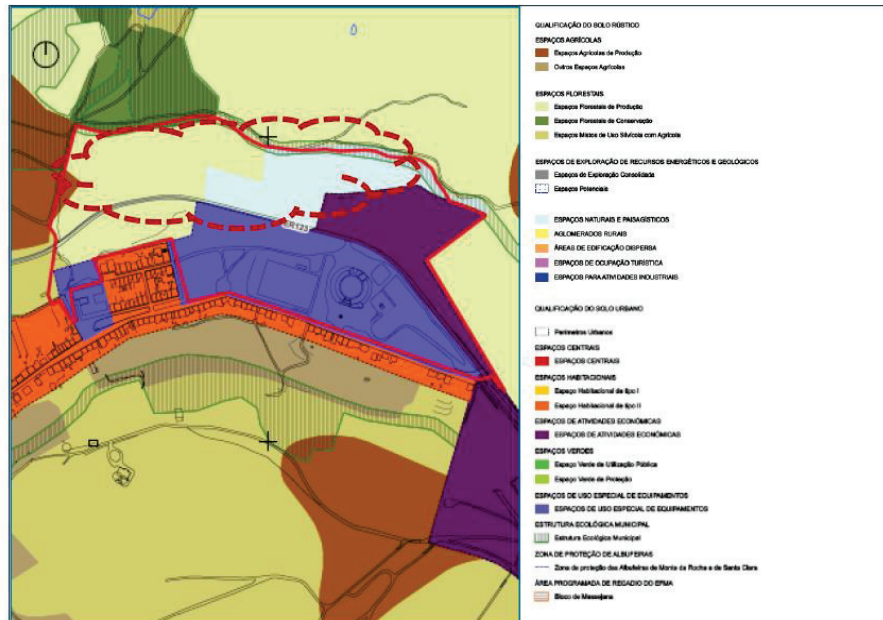 ER123
QUALIFICAÇÃO DO SOLO RÚSTICO
ESPAÇOS AGRÍCOLAS
Espaços Agrícolas de Produção
Outros Espaços Agrícolas
ESPAÇOS FLORESTAIS
Espaços Florestais de Produção
Espaços Florestais de Conservação
Espaços Mistos de Uso Silvícola com Agrícola
ESPAÇOS DE EXPLORAÇÃO DE RECURSOS ENERGÉTICOS E GEOLÓGICOS
Espaços de Exploração Consolidada
Espaços Potenciais
ESPAÇOS NATURAIS E PAISAGÍSTICOS
AGLOMERADOS RURAIS
ÁREAS DE EDIFICAÇÃO DISPERSA
ESPAÇOS DE OCUPAÇÃO TURÍSTICA
ESPAÇOS PARA ATIVIDADES INDUSTRIAIS
QUALIFICAÇÃO DO SOLO URBANO
Perímetros Urbanos
ESPAÇOS CENTRAIS
ESPAÇOS CENTRAIS
ESPAÇOS HABITACIONAIS
Espaço Habitacional de tipo I
Espaço Habitacional de tipo II
ESPAÇOS DE ATIVIDADES ECONÓMICAS
ESPAÇOS DE ATIVIDADES ECONÓMICAS
ESPAÇOS VERDES
Espaço Verde de Utilização Pública
Espaço Verde de Proteção
ESPAÇOS DE USO ESPECIAL DE EQUIPAMENTOS
ESPAÇOS DE USO ESPECIAL DE EQUIPAMENTOS
ESTRUTURA ECOLÓGICA MUNICIPAL
Estrutura Ecológica Municipal
ZONA DE PROTEÇÃO DE ALBUFEIRAS
Zona de proteção das Albufeiras de Monte da Rocha e de Santa Clara
ÁREA PROGRAMADA DE REGADIO DO EFMA
Bloco de Messejana